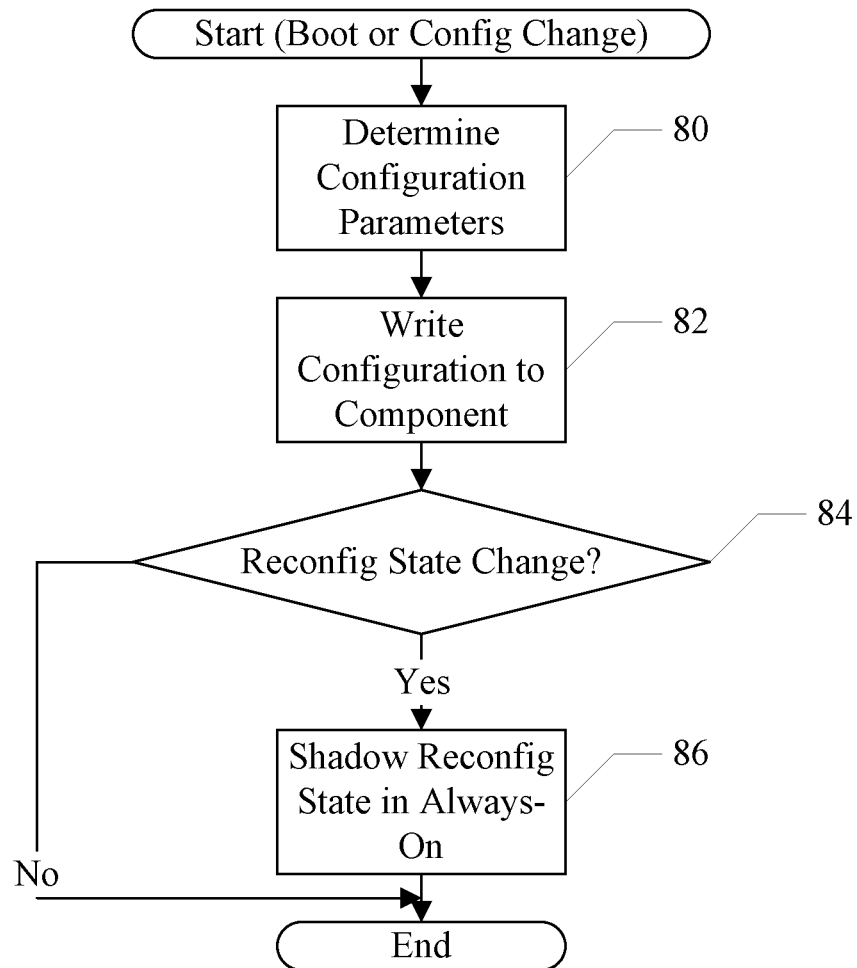 Start (Boot or Config Change)
Determine
Configuration
Parameters
80
Write
Configuration to
Component
82
Reconfig State Change?
84
Yes
Shadow Reconfig
State in Always-
On
86
No
End